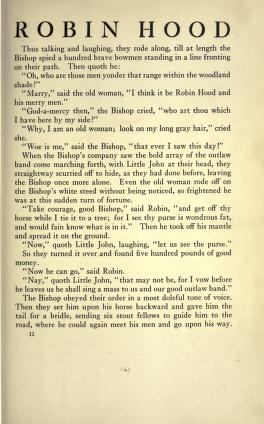 ROBIN HOOD
Thus talking and laughing, they rode along, till at length the
Bishop spied a hundred brave bowmen standing in a line fronting
on their path. Then quoth he:
"Oh, who are those men yonder that range within the woodland
shade?"
"Marry," said the old woman, "I think it be Robin Hood and
his merry men."
"God-a-mercy then," the Bishop cried, "who art thou which
I have here by my side?"
"Why, I am an old woman; look on my long gray hair," cried
she.
"Woe is me," said the Bishop, "that ever I saw this day!"
When the Bishop's company saw the bold array of the outlaw
band come marching forth, with Little John at their head, they
straightway scurried off to hide, as they had done before, leaving
the Bishop once more alone. Even the old woman rode off on
the Bishop's white steed without being noticed, so frightened he
was at this sudden turn of fortune.
"Take courage, good Bishop," said Robin, "and get off thy
horse while I tie it to a tree; for I see thy purse is wondrous fat,
and would fain know what is in it." Then he took off his mantle
and spread it on the ground.
"Now," quoth Little John, laughing, "let us see the purse."
So they turned it over and found five hundred pounds of good
money.
"Now he can go," said Robin.
"Nay," quoth Little John, "that may not be, for I vow before
he leaves us he shall sing a mass to us and our good outlaw band."
The Bishop obeyed their order in a most doleful tone of voice.
Then they set him upon his horse backward and gave him the
tail for a bridle, sending six stout fellows to guide him to the
road, where he could again meet his men and go upon his way.
11